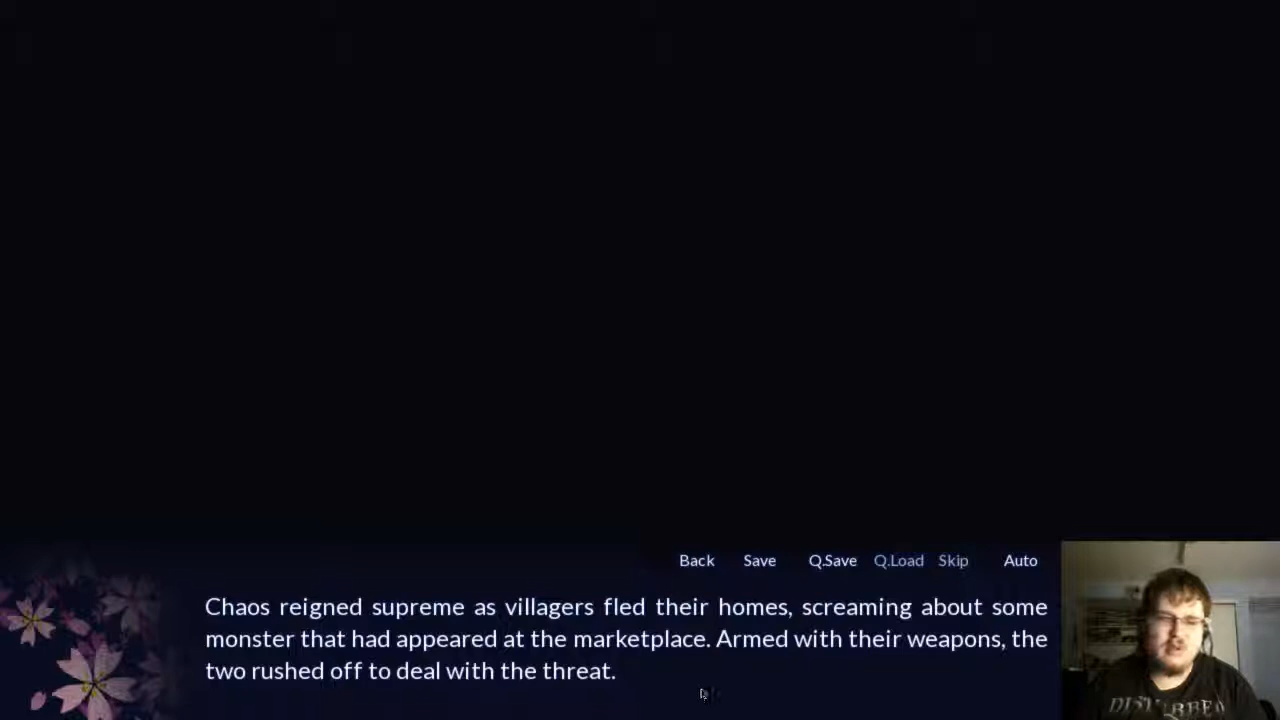 Back Save Q.Save Q.Load Skip Auto
Chaos reigned supreme as villagers fled their homes, screaming about some
monster that had appeared at the marketplace. Armed with their weapons, the
two rushed off to deal with the threat.
DISTURBED